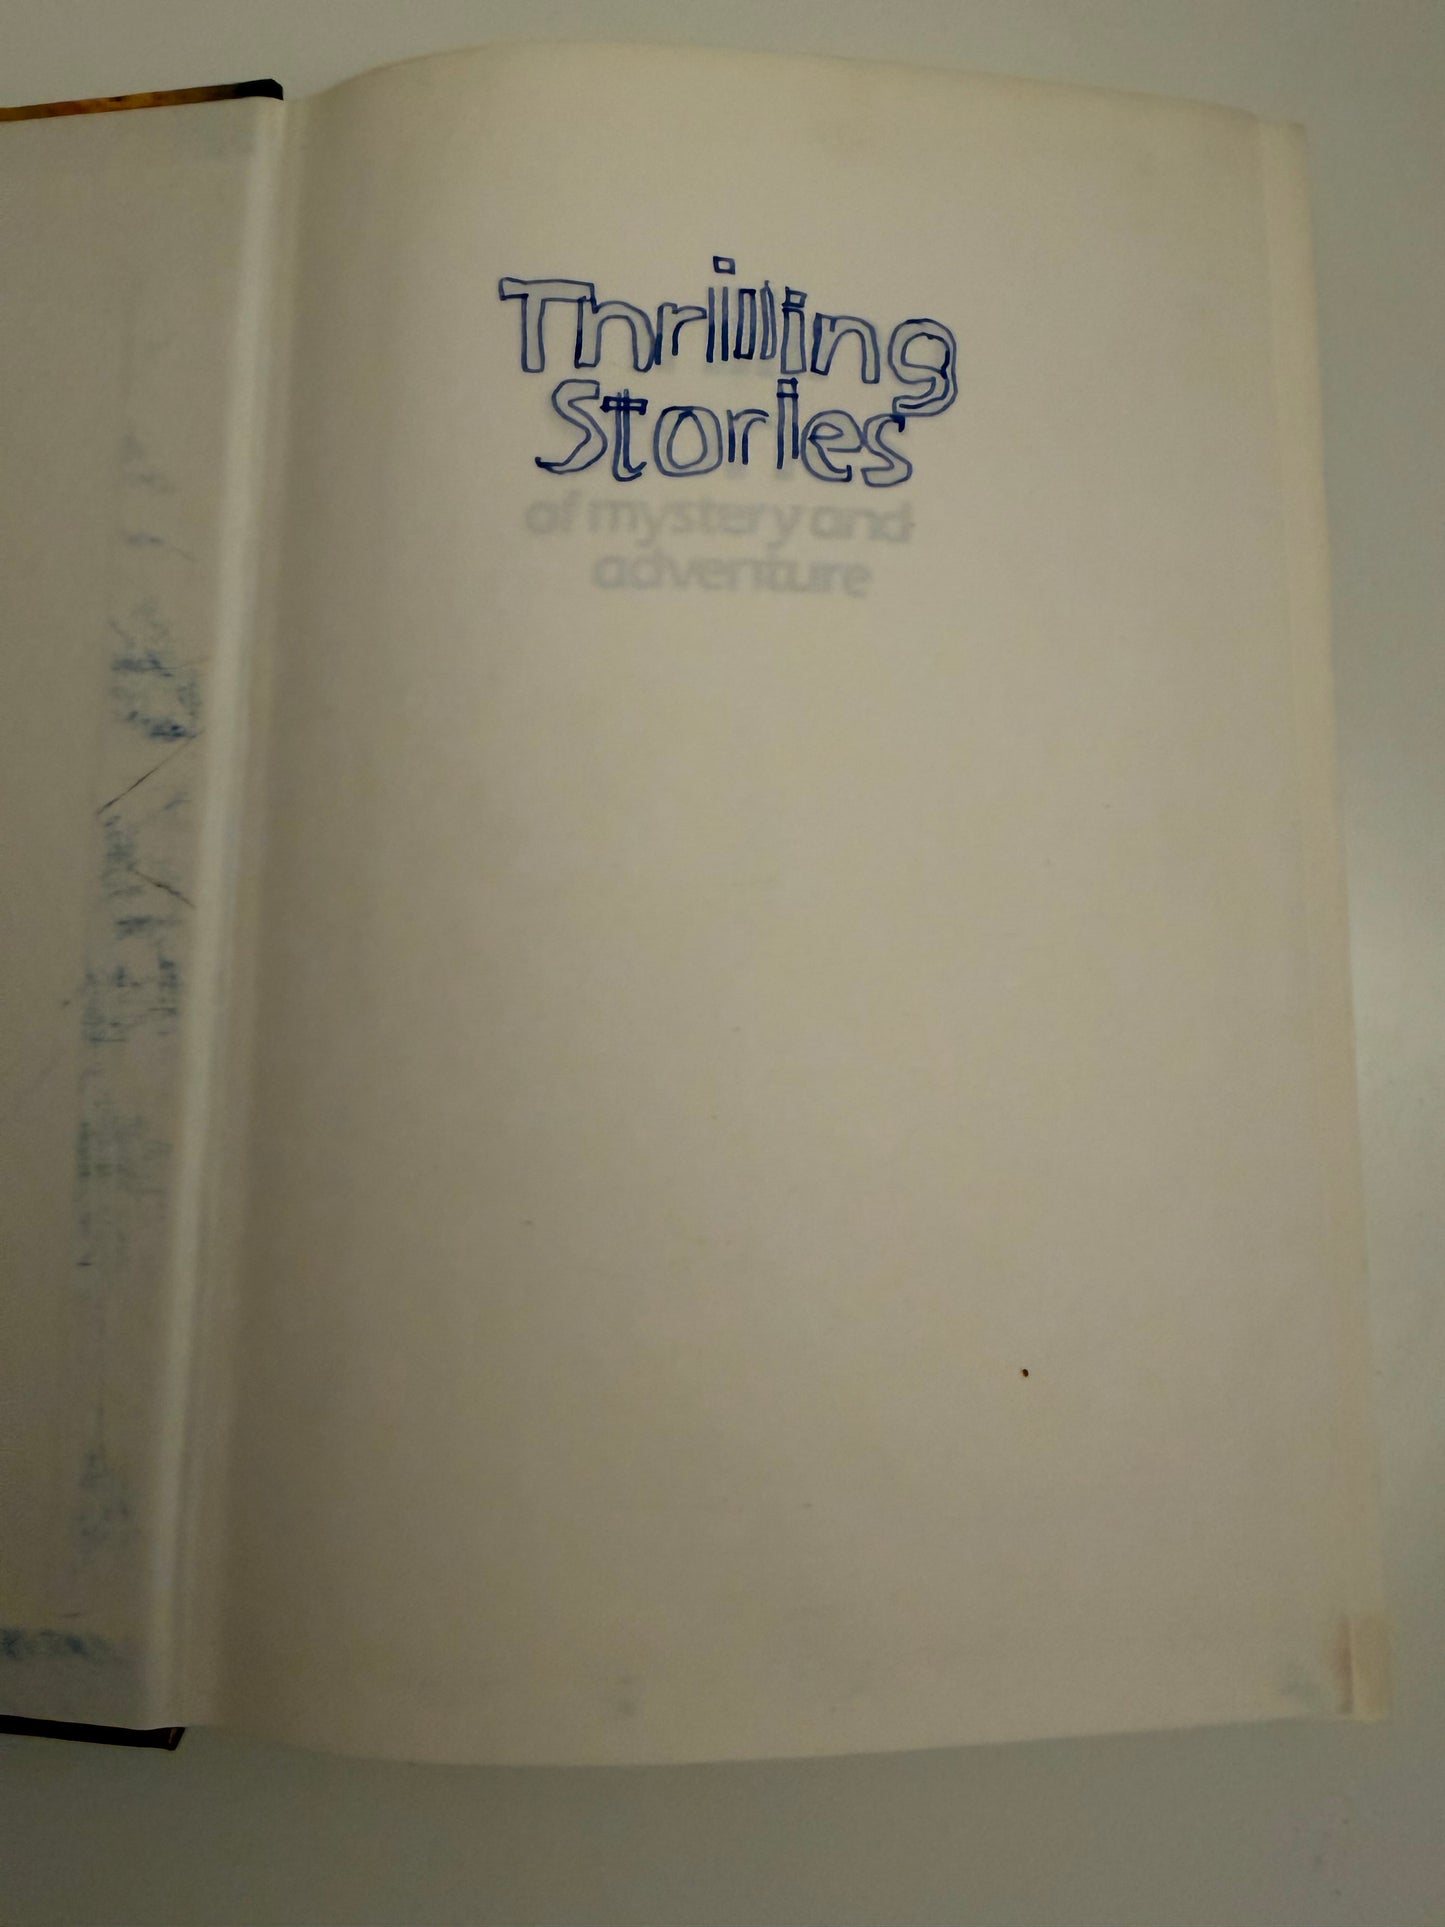 Thrilling
Stories
of mystery and
adventure